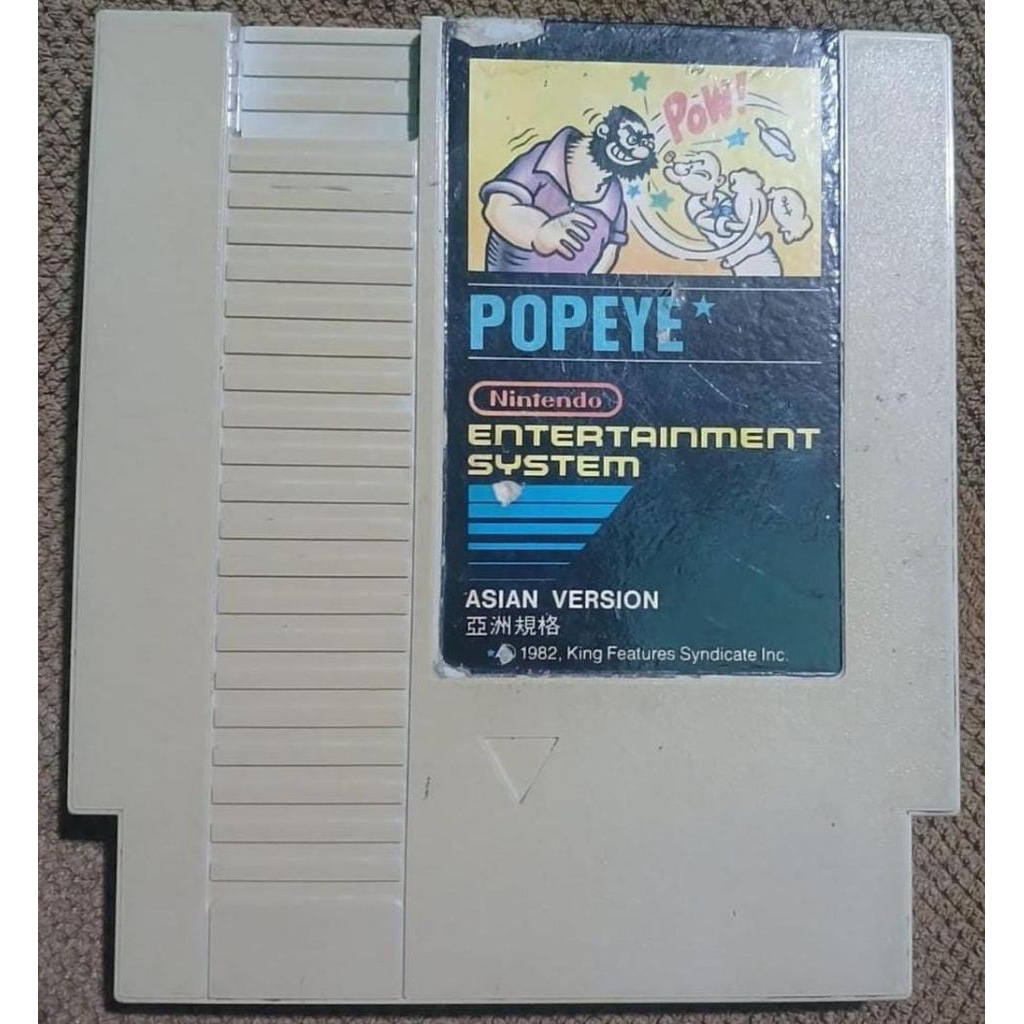 POW!
POPEYE*
Nintendo
ENTERTAINMENT
SYSTEM
ASIAN VERSION
亞洲規格
* 1982, King Features Syndicate Inc.